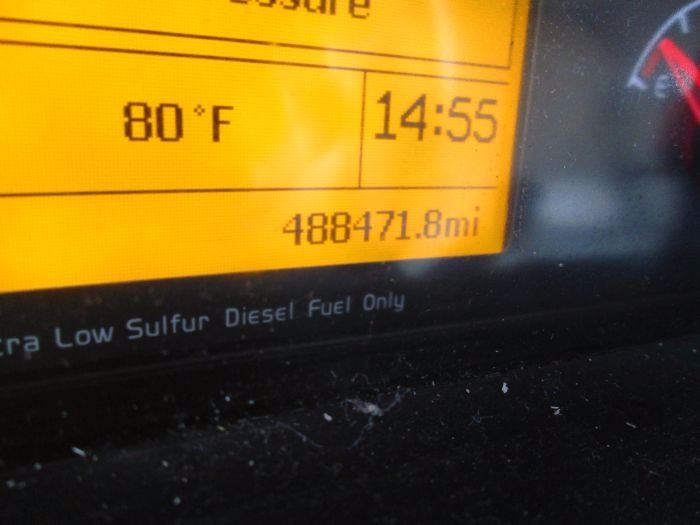 80°F
14:55
488471.8mi
Low Sulfur Diesel Fuel Only
E